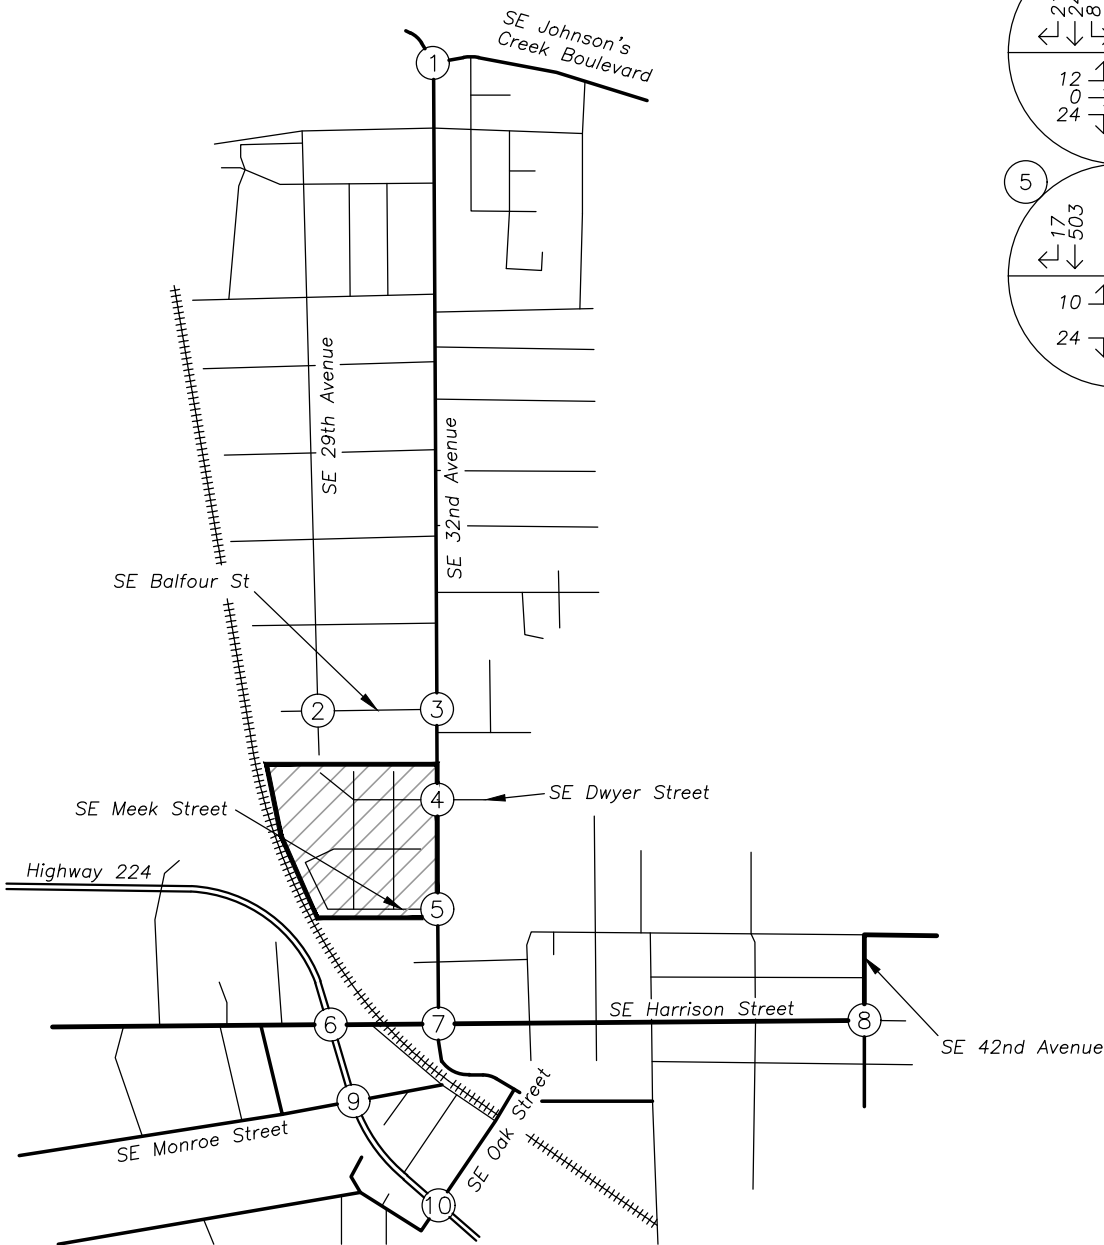 SE Johnson's
Creek Boulevard
1
24
8
12
0
24
5
17
503
10
24
SE 29th Avenue
SE 32nd Avenue
SE Balfour St
2
3
4
SE Dwyer Street
SE Meek Street
5
Highway 224
6
7
SE Harrison Street
8
SE 42nd Avenue
9
SE Monroe Street
SE Oak Street
10